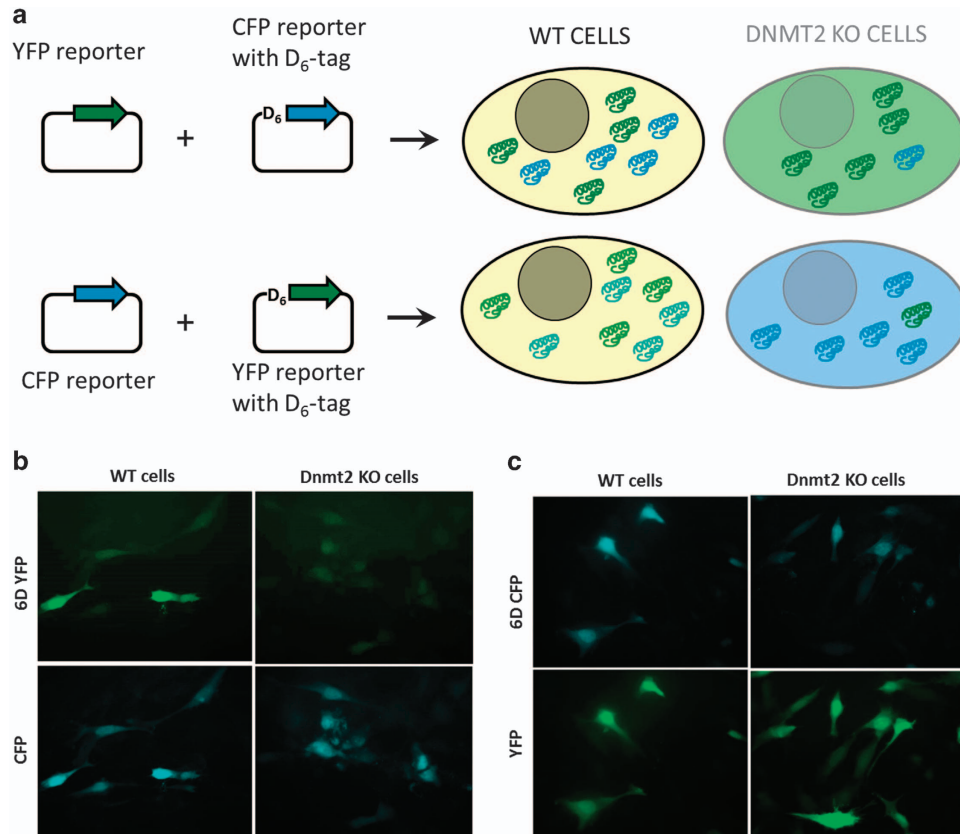 a
YFP reporter
CFP reporter
with D₆-tag
WT CELLS
DNMT2 KO CELLS
+
D₆
CFP reporter
+
D₆
YFP reporter
with D₆-tag
b
WT cells
Dnmt2 KO cells
6D YFP
CFP
c
WT cells
Dnmt2 KO cells
6D CFP
YFP